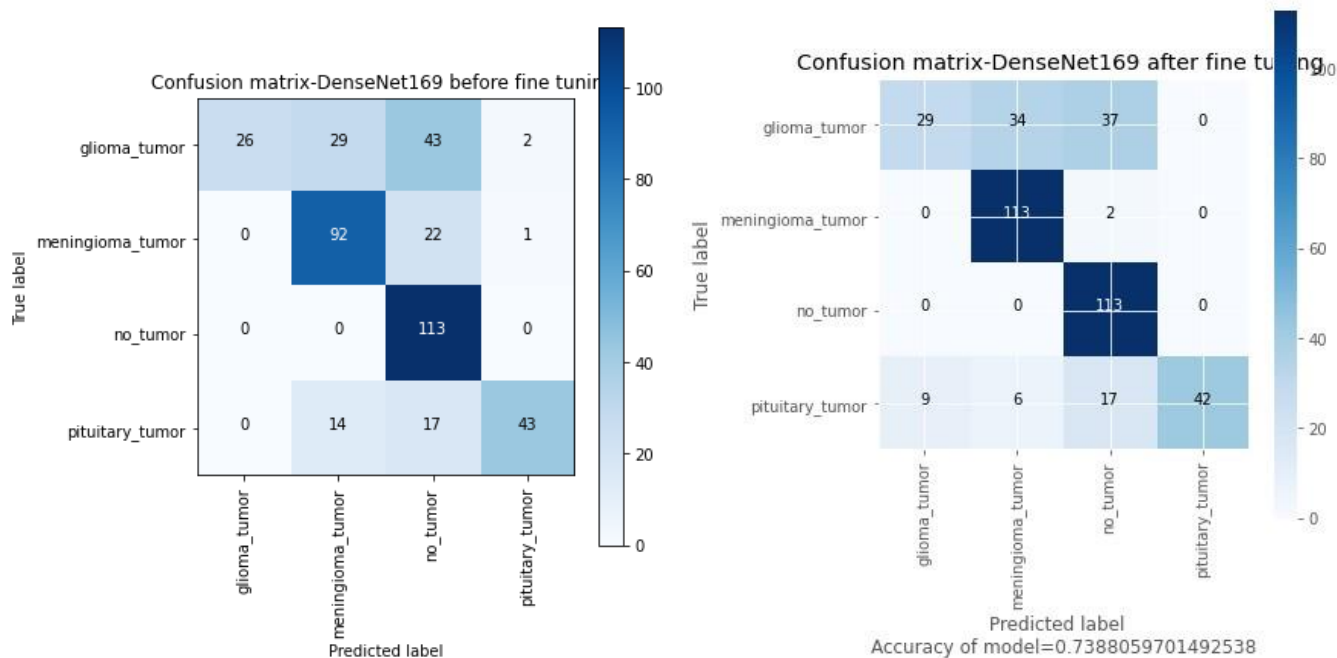 Confusion matrix-DenseNet169 before fine tunin
glioma_tumor 26 29 43 2
meningioma_tumor 0 92 22 1
no_tumor 0 0 113 0
pituitary_tumor 0 14 17 43
True label
glioma_tumor
meningioma_tumor
no_tumor
pituitary_tumor
Predicted label
100
80
60
40
20
0
Confusion matrix-DenseNet169 after fine tuning
glioma_tumor 29 34 37 0
meningioma_tumor 0 113 2 0
no_tumor 0 0 113 0
pituitary_tumor 9 6 17 42
True label
glioma_tumor
meningioma_tumor
no_tumor
pituitary_tumor
Predicted label
Accuracy of model=0.7388059701492538
100
80
60
40
20
0